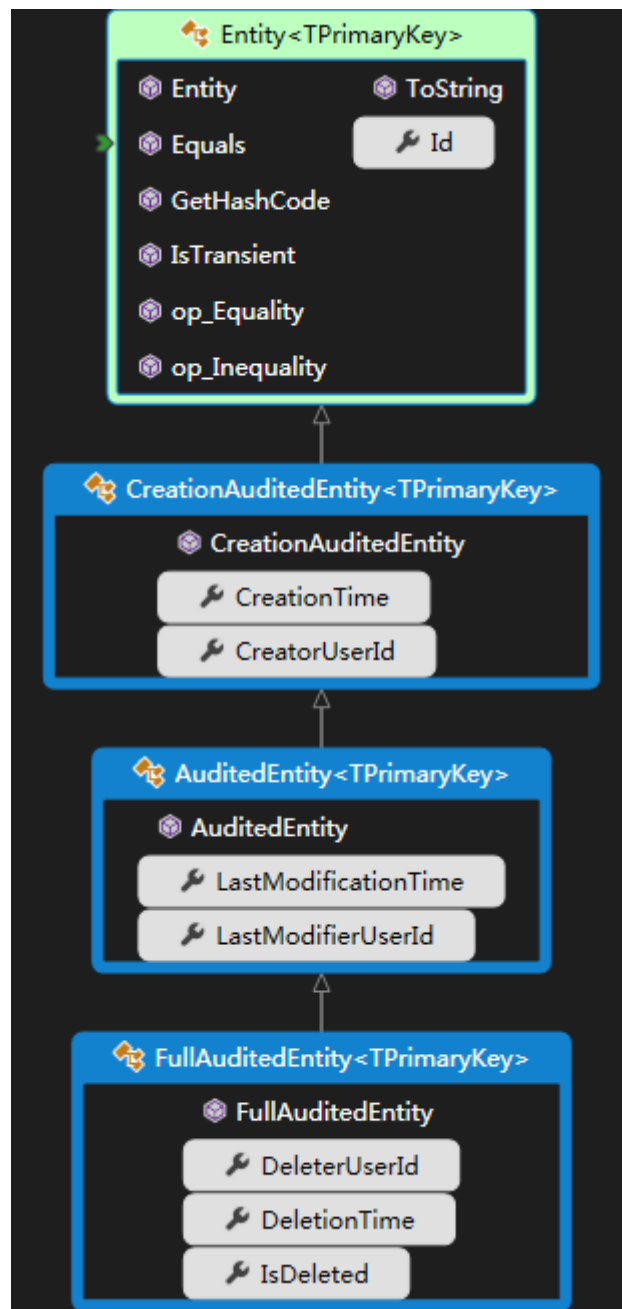 Entity<TPrimaryKey>
Entity ToString
Equals Id
GetHashCode
IsTransient
op_Equality
op_Inequality
CreationAuditedEntity<TPrimaryKey>
CreationAuditedEntity
CreationTime
CreatorUserId
AuditedEntity<TPrimaryKey>
AuditedEntity
LastModificationTime
LastModifierUserId
FullAuditedEntity<TPrimaryKey>
FullAuditedEntity
DeleterUserId
DeletionTime
IsDeleted